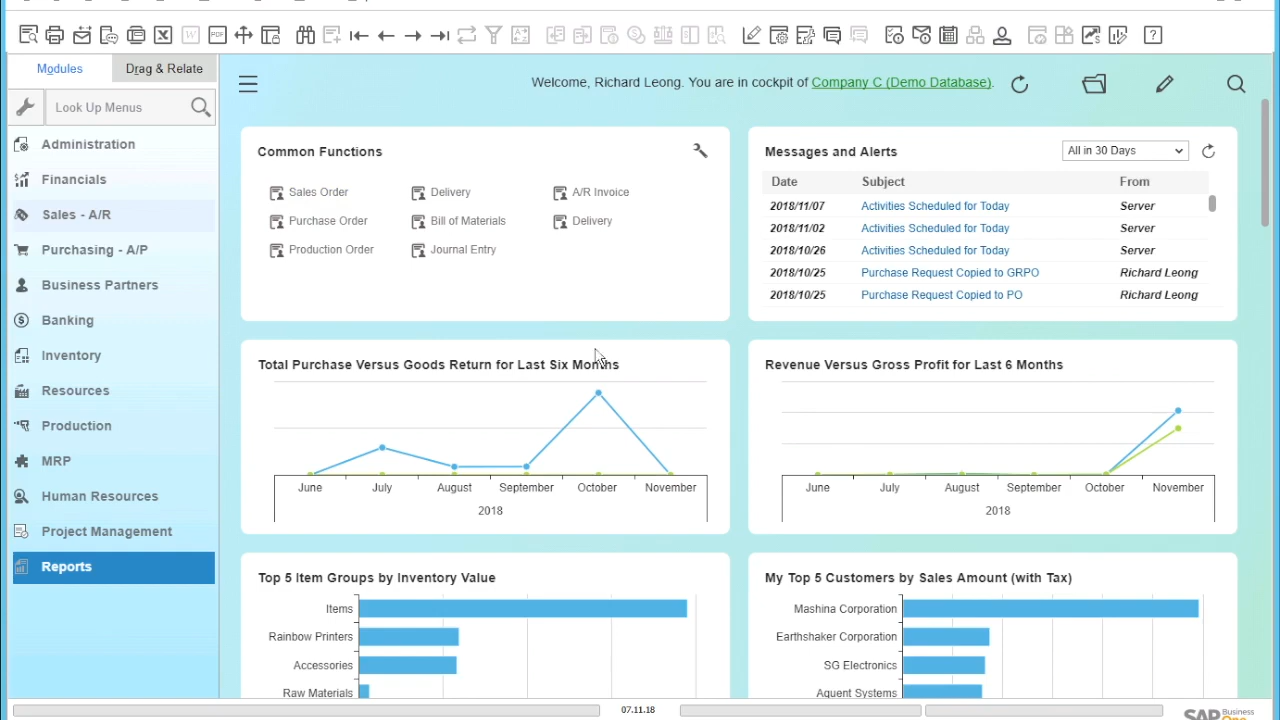 Modules
Drag & Relate
Look Up Menus
Administration
Financials
Sales - A/R
Purchasing - A/P
Business Partners
Banking
Inventory
Resources
Production
MRP
Human Resources
Project Management
Reports
Welcome, Richard Leong. You are in cockpit of Company C (Demo Database).
Common Functions
Sales Order
Delivery
A/R Invoice
Purchase Order
Bill of Materials
Delivery
Production Order
Journal Entry
Messages and Alerts
All in 30 Days
Date Subject From
2018/11/07 Activities Scheduled for Today Server
2018/11/02 Activities Scheduled for Today Server
2018/10/26 Activities Scheduled for Today Server
2018/10/25 Purchase Request Copied to GRPO Richard Leong
2018/10/25 Purchase Request Copied to PO Richard Leong
Total Purchase Versus Goods Return for Last Six Months
June July August September October November
2018
Revenue Versus Gross Profit for Last 6 Months
June July August September October November
2018
Top 5 Item Groups by Inventory Value
Items
Rainbow Printers
Accessories
Raw Materials
My Top 5 Customers by Sales Amount (with Tax)
Mashina Corporation
Earthshaker Corporation
SG Electronics
Aquent Systems
07.11.18
SAP Business
One